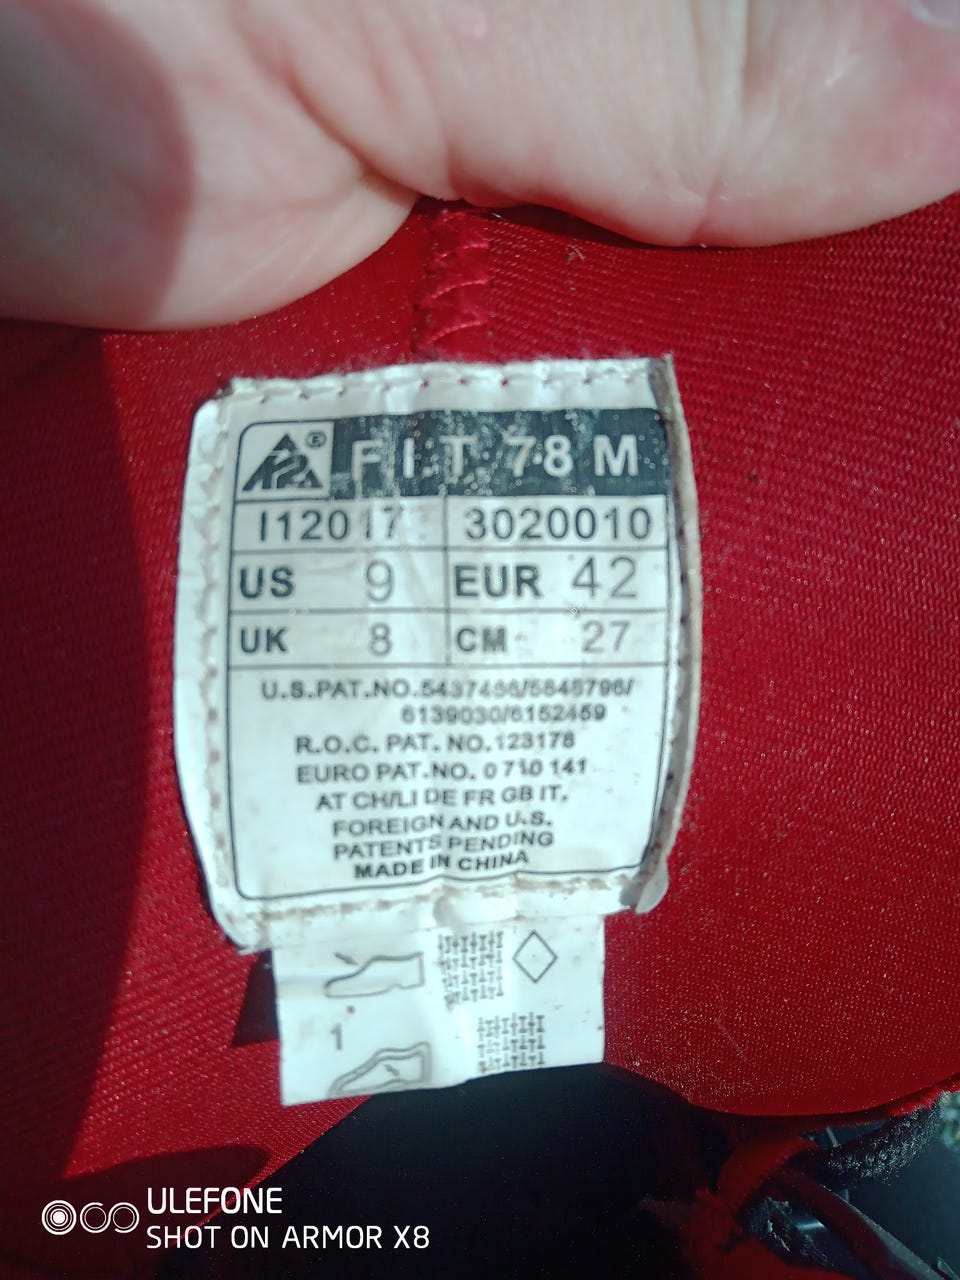 K2 ® FIT 78 M
I12017 3020010
US 9 EUR 42
UK 8 CM 27
U.S.PAT.NO.5437466/5848796/
6139030/6152459
R.O.C. PAT. NO.123178
EURO PAT.NO. 0 710 141
AT CH/LI DE FR GB IT.
FOREIGN AND U.S.
PATENTS PENDING
MADE IN CHINA
1
ULEFONE
SHOT ON ARMOR X8